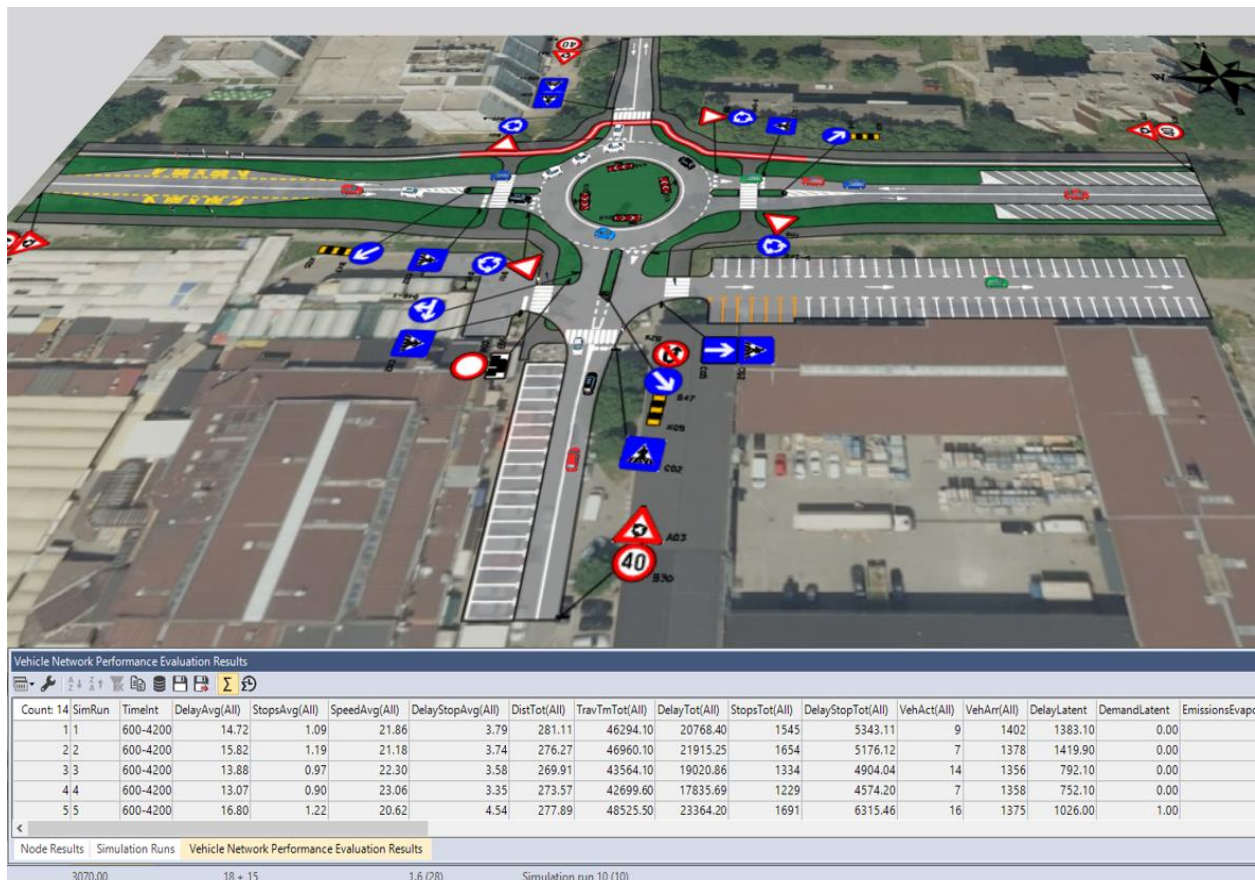 40
B47
K09
C02
A03
40
B30
Vehicle Network Performance Evaluation Results
Count: 14 SimRun TimeInt DelayAvg(All) StopsAvg(All) SpeedAvg(All) DelayStopAvg(All) DistTot(All) TravTmTot(All) DelayTot(All) StopsTot(All) DelayStopTot(All) VehAct(All) VehArr(All) DelayLatent DemandLatent EmissionsEvapo
1 1 600-4200 14.72 1.09 21.86 3.79 281.11 46294.10 20768.40 1545 5343.11 9 1402 1383.10 0.00
2 2 600-4200 15.82 1.19 21.18 3.74 276.27 46960.10 21915.25 1654 5176.12 7 1378 1419.90 0.00
3 3 600-4200 13.88 0.97 22.30 3.58 269.91 43564.10 19020.86 1334 4904.04 14 1356 792.10 0.00
4 4 600-4200 13.07 0.90 23.06 3.35 273.57 42699.60 17835.69 1229 4574.20 7 1358 752.10 0.00
5 5 600-4200 16.80 1.22 20.62 4.54 277.89 48525.50 23364.20 1691 6315.46 16 1375 1026.00 1.00
Node Results Simulation Runs Vehicle Network Performance Evaluation Results
3070.00 18 + 15 1.6 (28) Simulation run 10 (10)